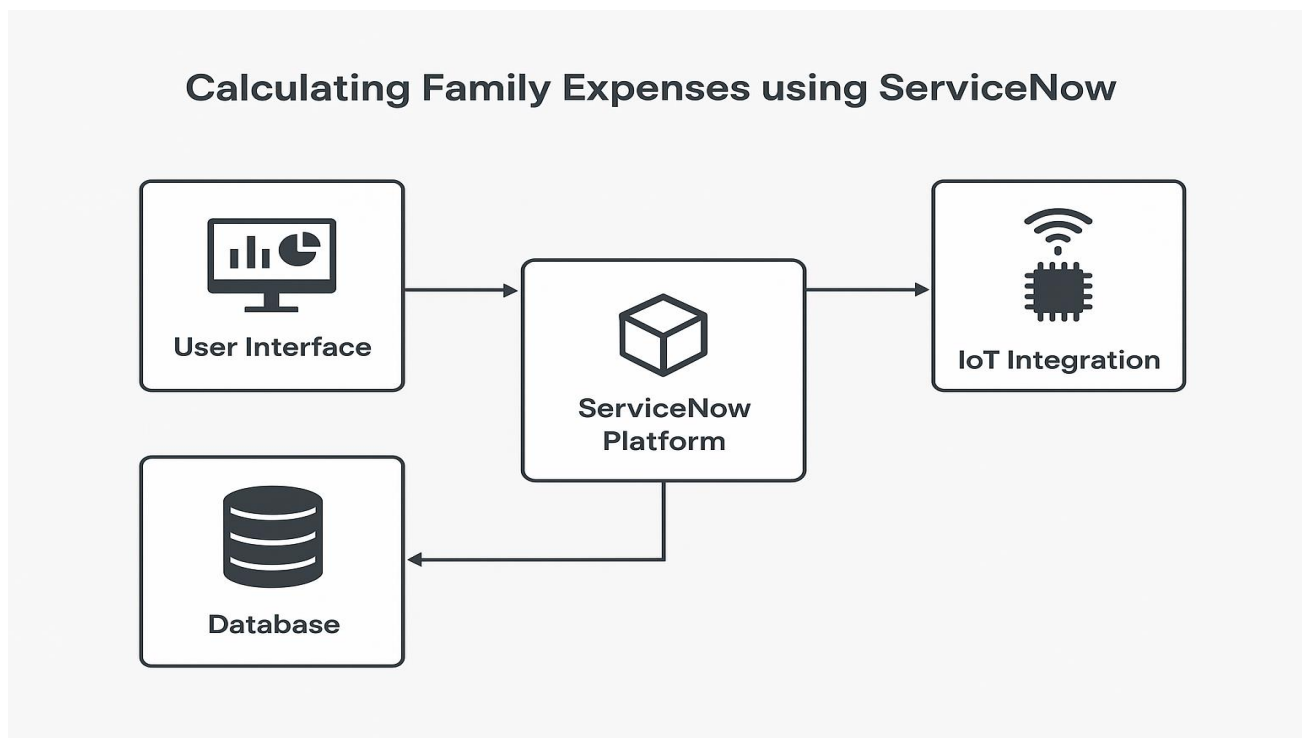 Calculating Family Expenses using ServiceNow
User Interface
ServiceNow
Platform
IoT Integration
Database